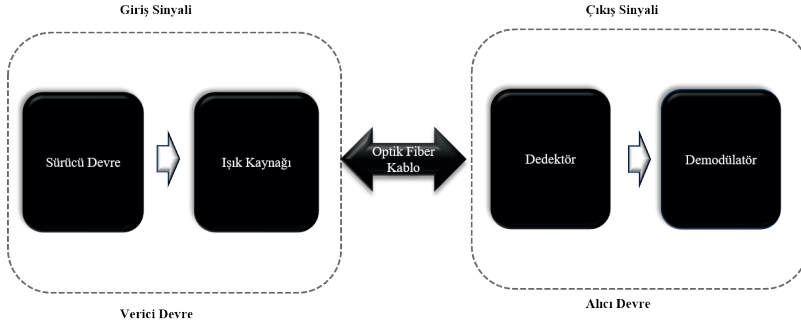 Giriş Sinyali
Çıkış Sinyali
Sürücü Devre
Işık Kaynağı
Optik Fiber
Kablo
Dedektör
Demodülatör
Verici Devre
Alıcı Devre